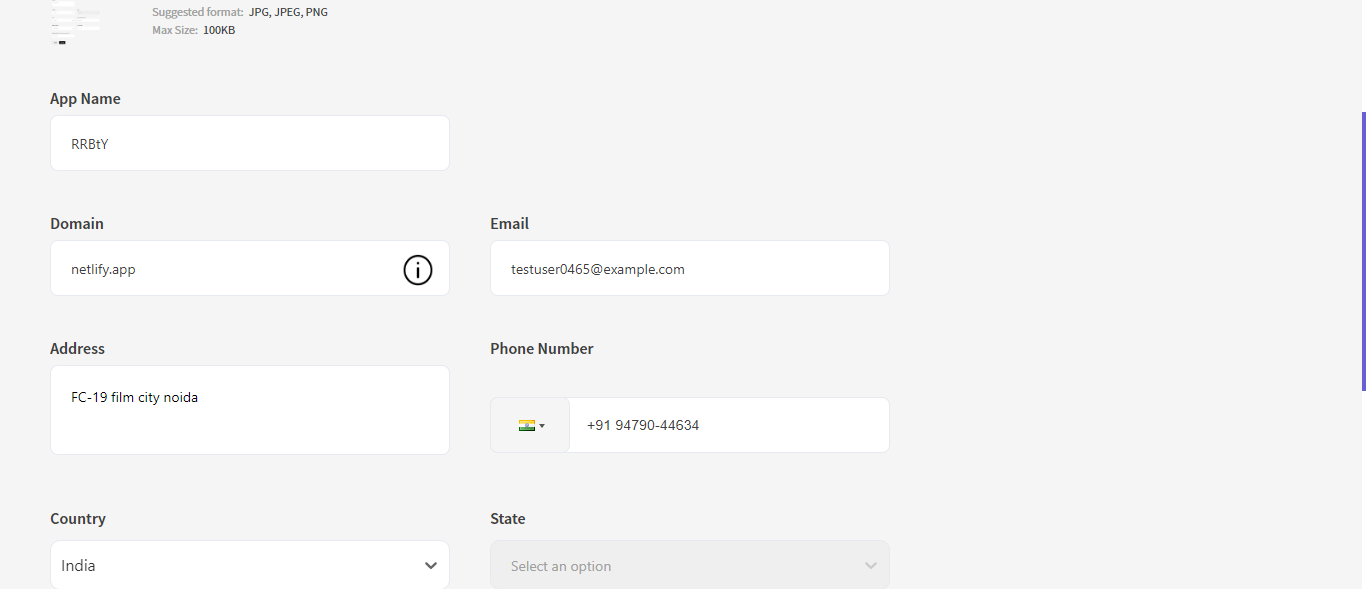 Suggested format: JPG, JPEG, PNG
Max Size: 100KB
App Name
RRBtY
Domain
Email
netlify.app
testuser0465@example.com
Address
Phone Number
FC-19 film city noida
+91 94790-44634
Country
State
India
Select an option